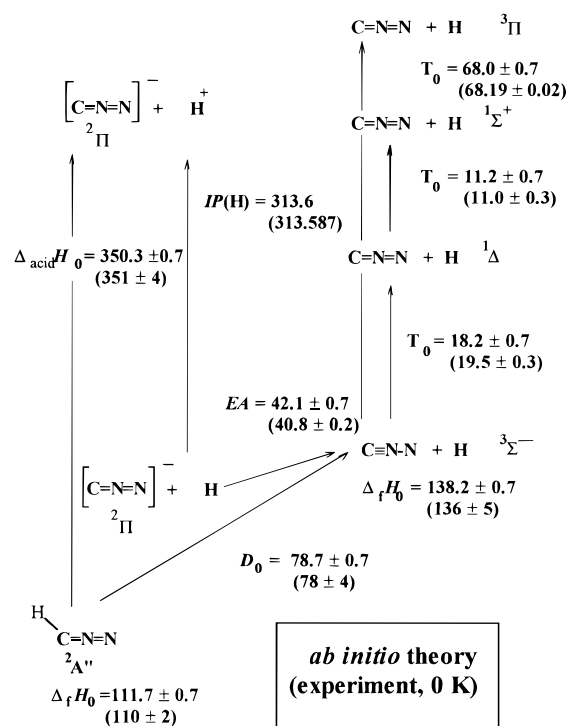 C=N=N + H ³Π
T₀ = 68.0 ± 0.7
(68.19 ± 0.02)
[C=N=N]⁻ + H⁺
²Π
C=N=N + H ¹Σ⁺
T₀ = 11.2 ± 0.7
(11.0 ± 0.3)
IP(H) = 313.6
(313.587)
Δ acid H ₀ = 350.3 ±0.7
(351 ± 4)
C=N=N + H ¹Δ
T₀ = 18.2 ± 0.7
(19.5 ± 0.3)
EA = 42.1 ± 0.7
(40.8 ± 0.2)
C≡N-N + H ³Σ⁻
[C=N=N]⁻ + H
²Π
Δ f H₀ = 138.2 ± 0.7
(136 ± 5)
D₀ = 78.7 ± 0.7
(78 ± 4)
H
C=N=N
²A''
Δ f H₀ =111.7 ± 0.7
(110 ± 2)
ab initio theory
(experiment, 0 K)